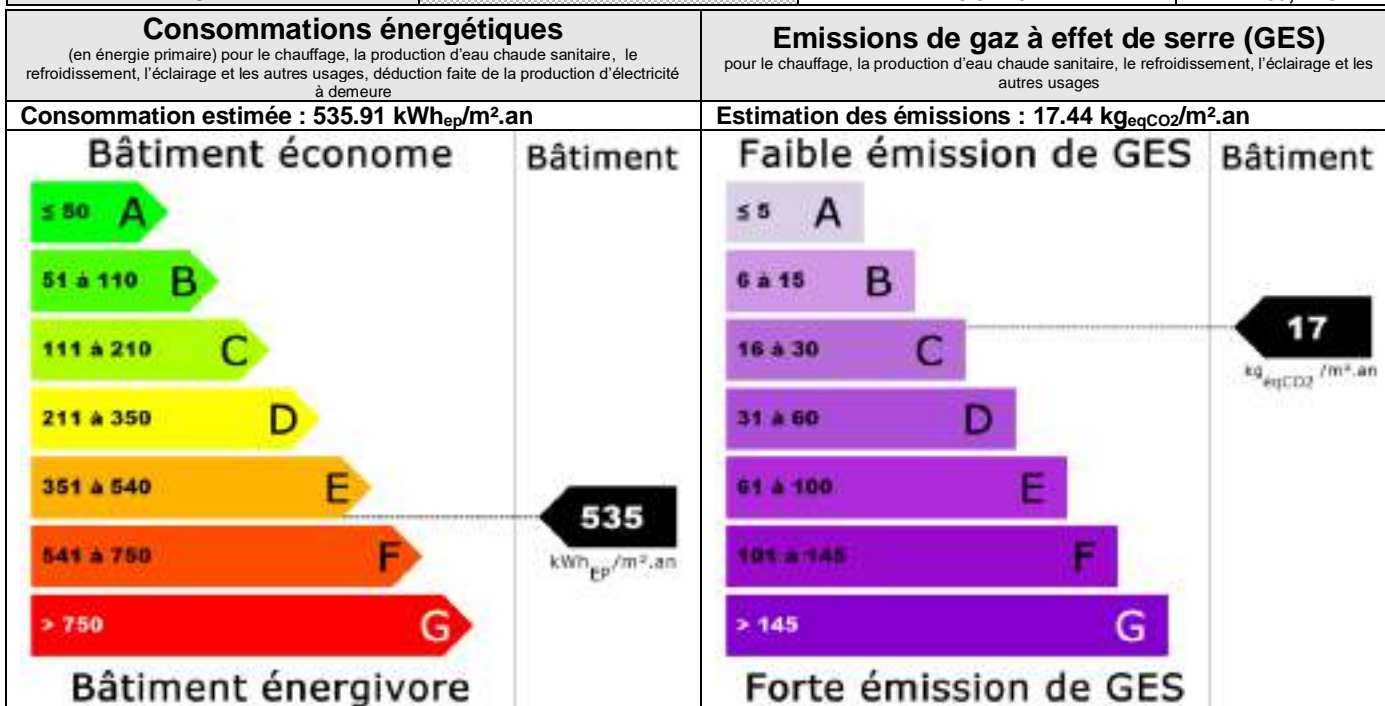 Consommations énergétiques
(en énergie primaire) pour le chauffage, la production d'eau chaude sanitaire, le
refroidissement, l'éclairage et les autres usages, déduction faite de la production d'électricité
à demeure
Consommation estimée : 535.91 kWhep/m².an
Bâtiment économe
Bâtiment
≤ 50 A
51 à 110 B
111 à 210 C
211 à 350 D
351 à 540 E
535
kWhEP/m².an
541 à 750 F
> 750 G
Bâtiment énergivore
Emissions de gaz à effet de serre (GES)
pour le chauffage, la production d'eau chaude sanitaire, le refroidissement, l'éclairage et les
autres usages
Estimation des émissions : 17.44 kgeqCO2/m².an
Faible émission de GES
Bâtiment
≤ 5 A
6 à 15 B
16 à 30 C
17
kgeqCO2 /m².an
31 à 60 D
61 à 100 E
101 à 145 F
> 145 G
Forte émission de GES